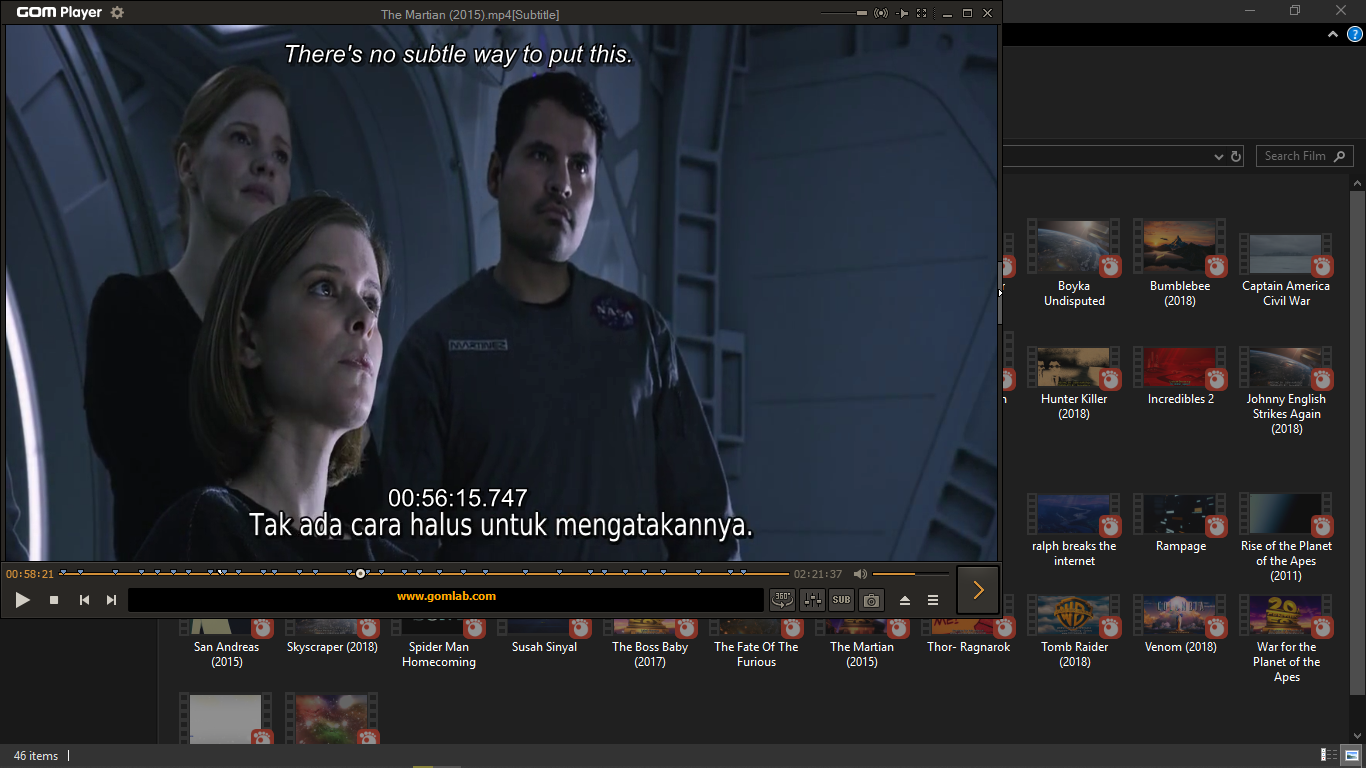 GOM Player
The Martian (2015).mp4[Subtitle]
There's no subtle way to put this.
NASA
MARTINEZ
00:56:15.747
Tak ada cara halus untuk mengatakannya.
00:58:21
02:21:37
www.gomlab.com
360°
SUB
?
Search Film
Boyka
Undisputed
Bumblebee
(2018)
Captain America
Civil War
Hunter Killer
(2018)
Incredibles 2
Johnny English
Strikes Again
(2018)
ralph breaks the
internet
Rampage
Rise of the Planet
of the Apes
(2011)
San Andreas
(2015)
Skyscraper (2018)
Spider Man
Homecoming
Susah Sinyal
The Boss Baby
(2017)
The Fate Of The
Furious
The Martian
(2015)
Thor- Ragnarok
Tomb Raider
(2018)
Venom (2018)
War for the
Planet of the
Apes
46 items